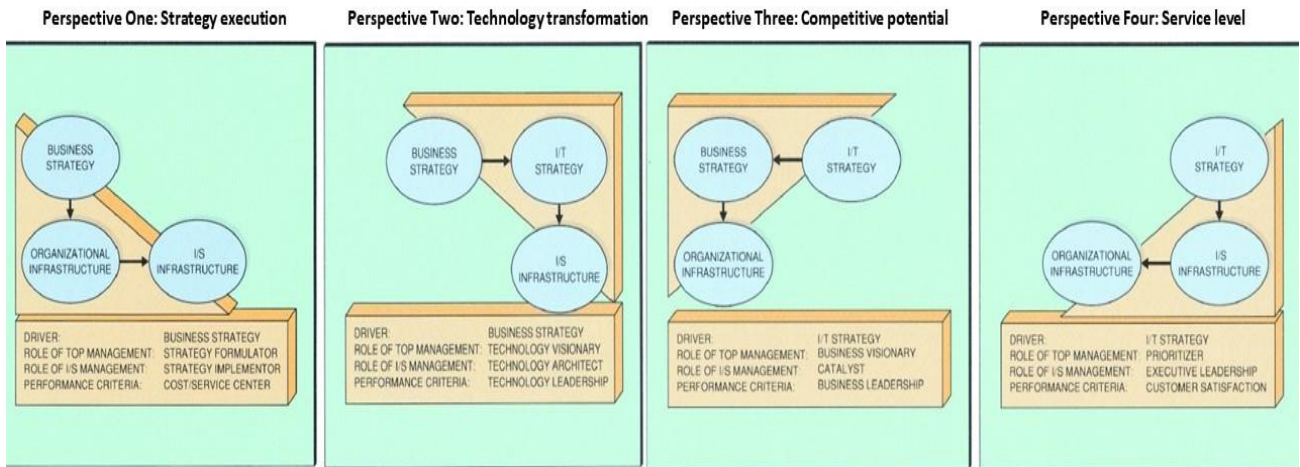 Perspective One: Strategy execution
BUSINESS
STRATEGY
ORGANIZATIONAL
INFRASTRUCTURE
I/S
INFRASTRUCTURE
DRIVER: BUSINESS STRATEGY
ROLE OF TOP MANAGEMENT: STRATEGY FORMULATOR
ROLE OF I/S MANAGEMENT: STRATEGY IMPLEMENTOR
PERFORMANCE CRITERIA: COST/SERVICE CENTER
Perspective Two: Technology transformation
BUSINESS
STRATEGY
I/T
STRATEGY
I/S
INFRASTRUCTURE
DRIVER: BUSINESS STRATEGY
ROLE OF TOP MANAGEMENT: TECHNOLOGY VISIONARY
ROLE OF I/S MANAGEMENT: TECHNOLOGY ARCHITECT
PERFORMANCE CRITERIA: TECHNOLOGY LEADERSHIP
Perspective Three: Competitive potential
BUSINESS
STRATEGY
I/T
STRATEGY
ORGANIZATIONAL
INFRASTRUCTURE
DRIVER: I/T STRATEGY
ROLE OF TOP MANAGEMENT: BUSINESS VISIONARY
ROLE OF I/S MANAGEMENT: CATALYST
PERFORMANCE CRITERIA: BUSINESS LEADERSHIP
Perspective Four: Service level
I/T
STRATEGY
ORGANIZATIONAL
INFRASTRUCTURE
I/S
INFRASTRUCTURE
DRIVER: I/T STRATEGY
ROLE OF TOP MANAGEMENT: PRIORITIZER
ROLE OF I/S MANAGEMENT: EXECUTIVE LEADERSHIP
PERFORMANCE CRITERIA: CUSTOMER SATISFACTION